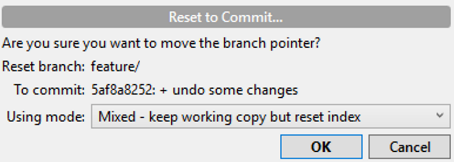 Reset to Commit...
Are you sure you want to move the branch pointer?
Reset branch: feature/
To commit: 5af8a8252: + undo some changes
Using mode: Mixed - keep working copy but reset index
OK Cancel